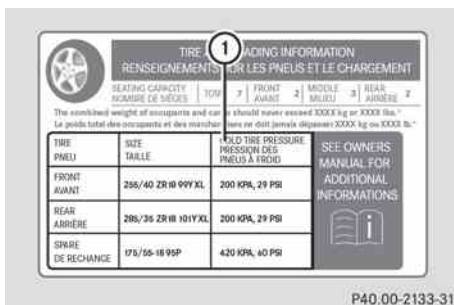 TIRE AND LOADING INFORMATION
RENSEIGNEMENTS SUR LES PNEUS ET LE CHARGEMENT
1
SEATING CAPACITY
NOMBRE DE SIÈGES
7
FRONT
AVANT
2
MIDDLE
MILIEU
3
REAR
ARRIÈRE
2
The combined weight of occupants and cargo should never exceed XXXX kg or XXXX lbs.
Le poids total des occupants et des doit jamais dépasser XXXX kg ou XXXX lb.
TIRE
PNEU
SIZE
TAILLE
COLD TIRE PRESSURE
PRESSION DES
PNEUS À FROID
SEE OWNERS
MANUAL FOR
ADDITIONAL
INFORMATIONS
i
FRONT
AVANT
255/40 ZR 18 99Y XL
200 KPA, 29 PSI
REAR
ARRIÈRE
285/35 ZR 18 101Y XL
200 KPA, 29 PSI
SPARE
DE RECHANGE
175/55-18 95P
420 KPA, 60 PSI
P40.00-2133-31